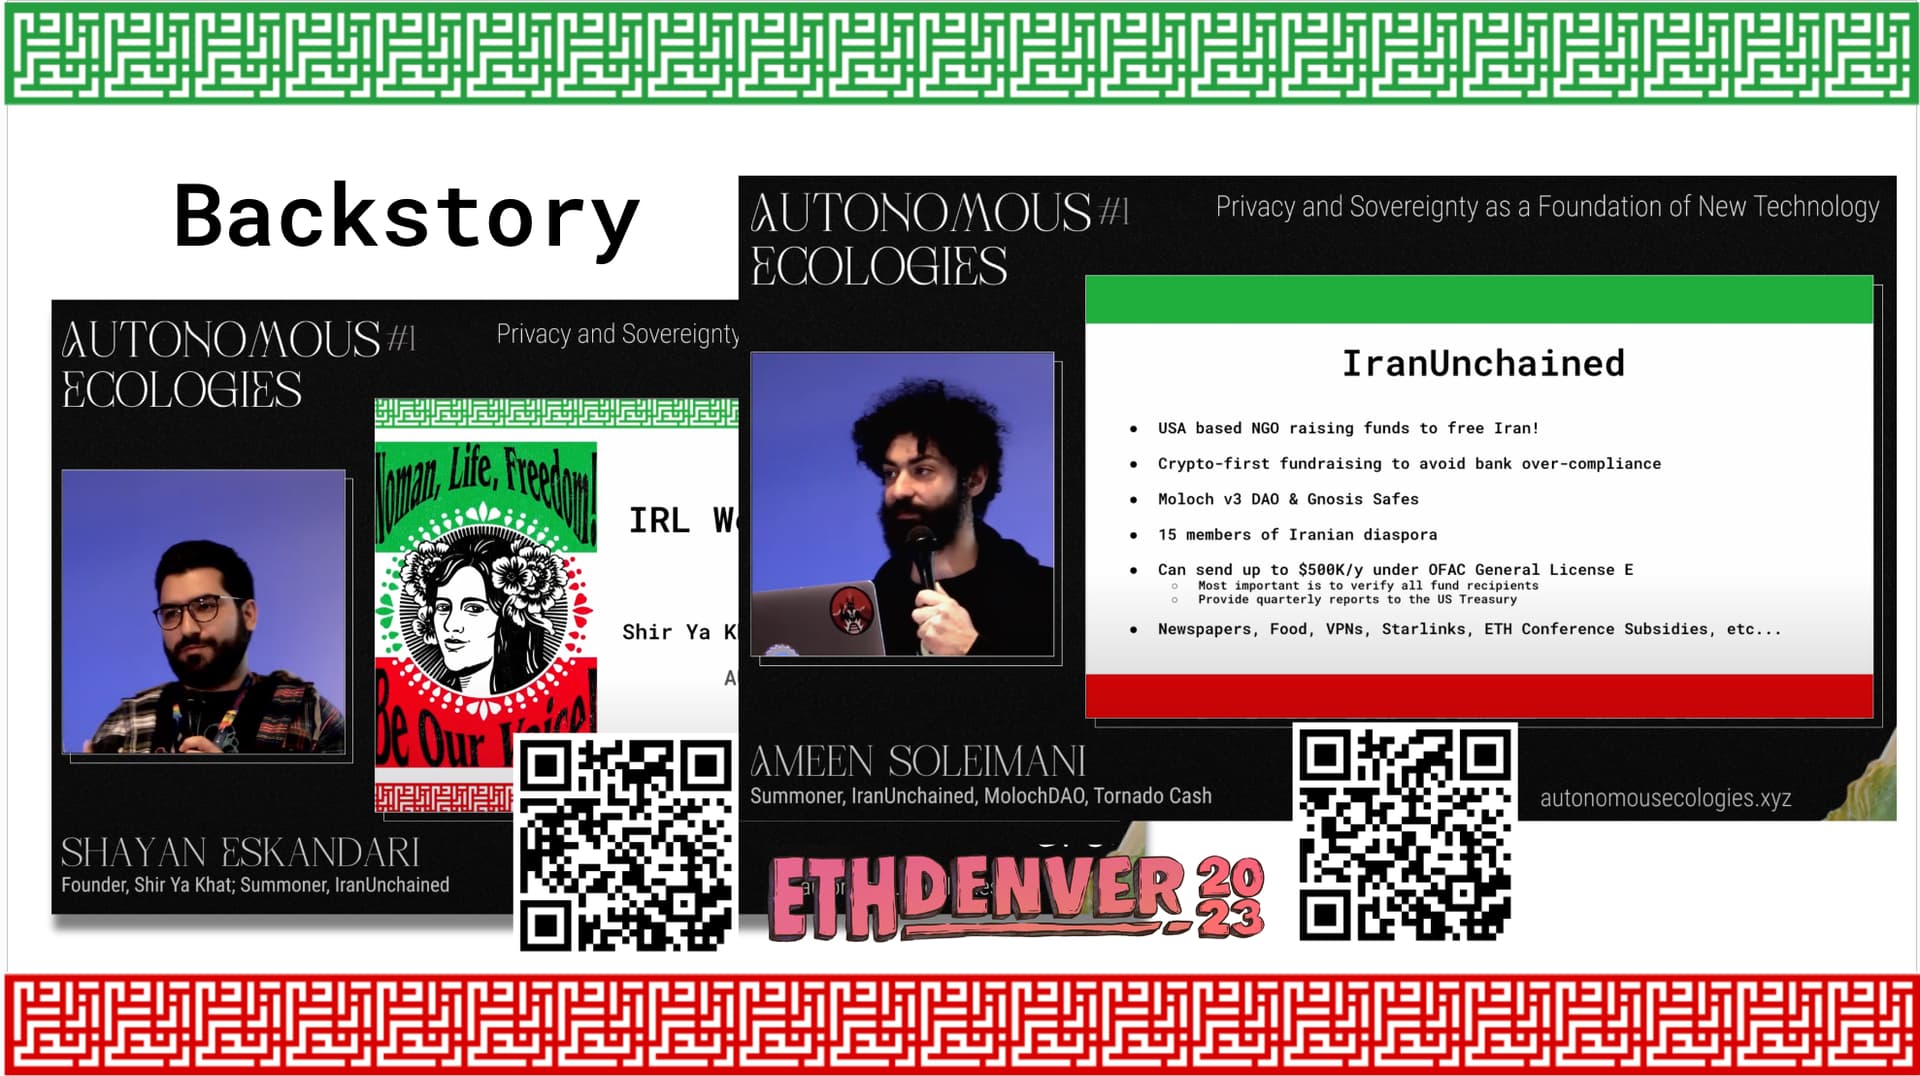 Backstory
AUTONOMOUS #1
ECOLOGIES
Privacy and Sovereignty
Woman, Life, Freedom!
Be Our Voice!
IRL
Shir Ya
SHAYAN ESKANDARI
Founder, Shir Ya Khat; Summoner, IranUnchained
AUTONOMOUS #1
ECOLOGIES
Privacy and Sovereignty as a Foundation of New Technology
IranUnchained
● USA based NGO raising funds to free Iran!
● Crypto-first fundraising to avoid bank over-compliance
● Moloch v3 DAO & Gnosis Safes
● 15 members of Iranian diaspora
● Can send up to $500K/y under OFAC General License E
○ Most important is to verify all fund recipients
○ Provide quarterly reports to the US Treasury
● Newspapers, Food, VPNs, Starlinks, ETH Conference Subsidies, etc...
AMEEN SOLEIMANI
Summoner, IranUnchained, MolochDAO, Tornado Cash
autonomousecologies.xyz
ETHDENVER 2023